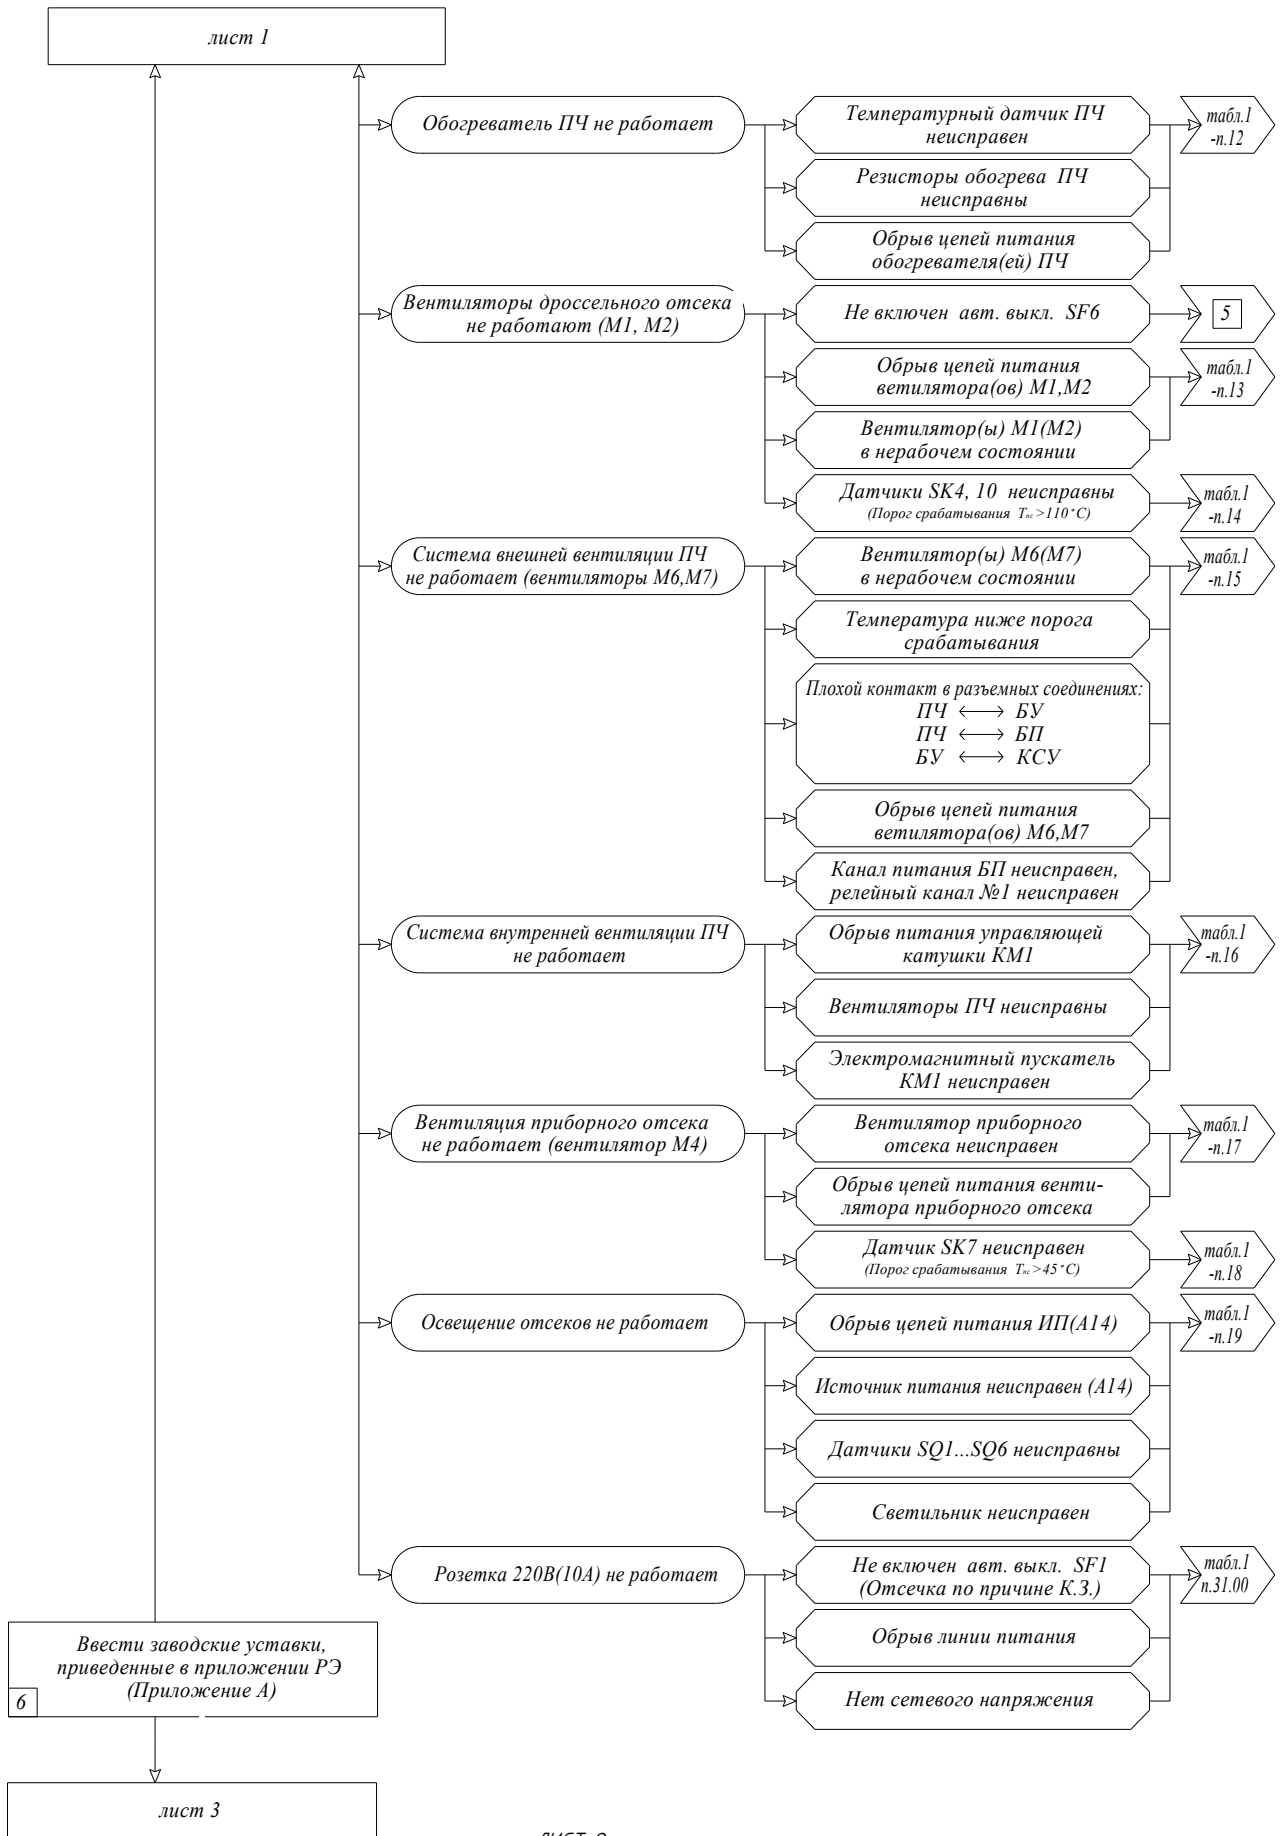 лист 1
Обогреватель ПЧ не работает
Температурный датчик ПЧ
неисправен
табл.1
-п.12
Резисторы обогрева ПЧ
неисправны
Обрыв цепей питания
обогревателя(ей) ПЧ
Вентиляторы дроссельного отсека
не работают (М1, М2)
Не включен авт. выкл. SF6
5
Обрыв цепей питания
ветилятора(ов) М1,М2
табл.1
-п.13
Вентилятор(ы) М1(М2)
в нерабочем состоянии
Датчики SK4, 10 неисправны
(Порог срабатывания Тпс>110°С)
табл.1
-п.14
Система внешней вентиляции ПЧ
не работает (вентиляторы М6,М7)
Вентилятор(ы) М6(М7)
в нерабочем состоянии
табл.1
-п.15
Температура ниже порога
срабатывания
Плохой контакт в разъемных соединениях:
ПЧ ⟷ БУ
ПЧ ⟷ БП
БУ ⟷ КСУ
Обрыв цепей питания
ветилятора(ов) М6,М7
Канал питания БП неисправен,
релейный канал №1 неисправен
Система внутренней вентиляции ПЧ
не работает
Обрыв питания управляющей
катушки КМ1
табл.1
-п.16
Вентиляторы ПЧ неисправны
Электромагнитный пускатель
КМ1 неисправен
Вентиляция приборного отсека
не работает (вентилятор М4)
Вентилятор приборного
отсека неисправен
табл.1
-п.17
Обрыв цепей питания венти-
лятора приборного отсека
Датчик SK7 неисправен
(Порог срабатывания Тпс>45°С)
табл.1
-п.18
Освещение отсеков не работает
Обрыв цепей питания ИП(А14)
табл.1
-п.19
Источник питания неисправен (А14)
Датчики SQ1...SQ6 неисправны
Светильник неисправен
Розетка 220В(10А) не работает
Не включен авт. выкл. SF1
(Отсечка по причине К.З.)
табл.1
п.31.00
Обрыв линии питания
Нет сетевого напряжения
Ввести заводские уставки,
приведенные в приложении РЭ
(Приложение А)
6
лист 3